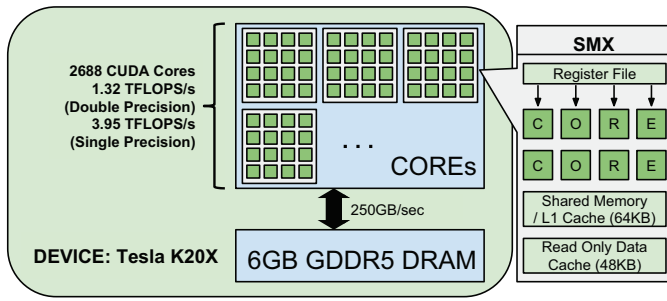 2688 CUDA Cores
1.32 TFLOPS/s
(Double Precision)
3.95 TFLOPS/s
(Single Precision)
. . .
COREs
250GB/sec
DEVICE: Tesla K20X
6GB GDDR5 DRAM
SMX
Register File
C O R E
C O R E
Shared Memory
/ L1 Cache (64KB)
Read Only Data
Cache (48KB)